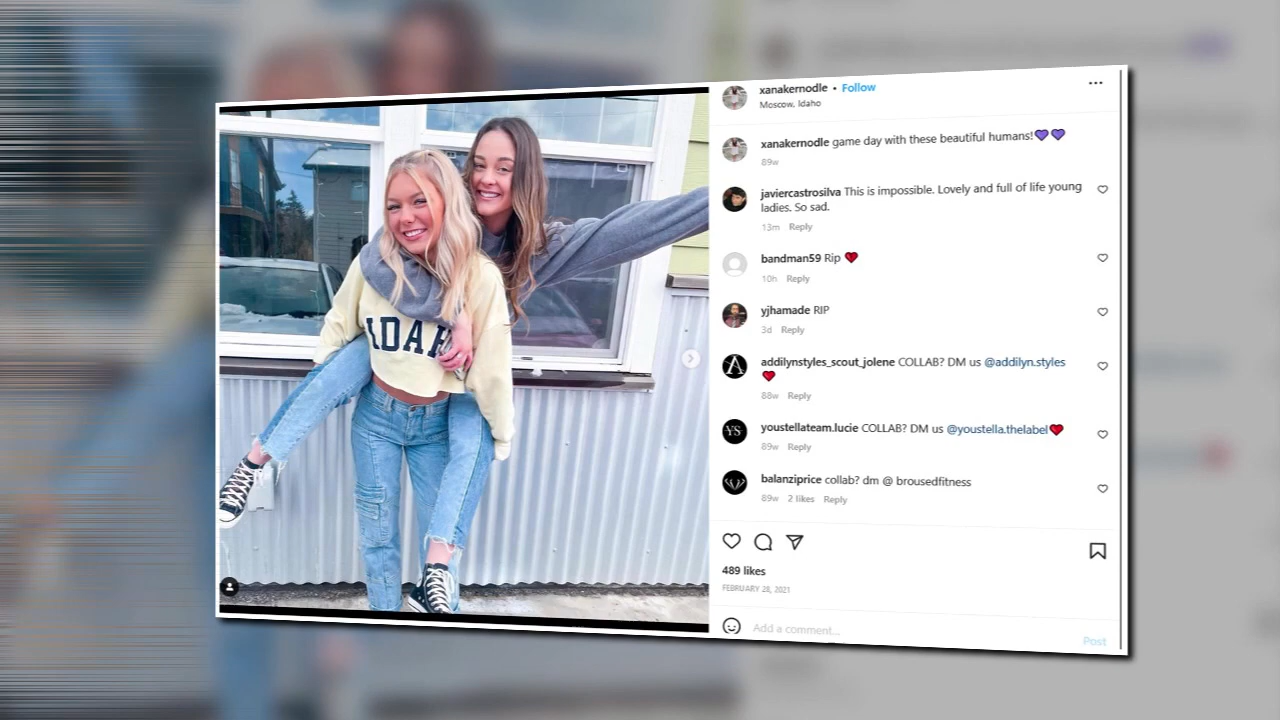 IDAH
xanakernodle • Follow
Moscow, Idaho
xanakernodle game day with these beautiful humans!💜💜
89w
javiercastrosilva This is impossible. Lovely and full of life young
ladies. So sad.
13m Reply
bandman59 Rip ❤️
10h Reply
yjhamade RIP
3d Reply
addilynstyles_scout_jolene COLLAB? DM us @addilyn.styles
❤️
88w Reply
YS
youstellateam.lucie COLLAB? DM us @youstella.thelabel❤️
89w Reply
balanziprice collab? dm @ brousedfitness
89w 2 likes Reply
489 likes
FEBRUARY 28, 2021
Add a comment...
Post